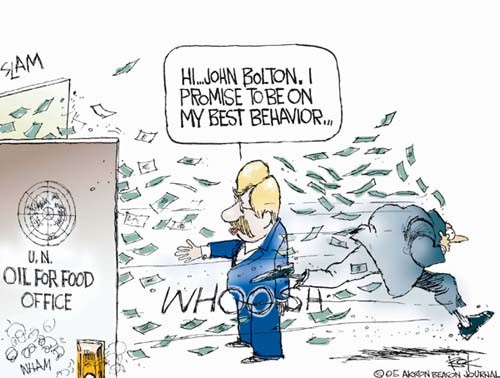 SLAM
HI...JOHN BOLTON. I
PROMISE TO BE ON
MY BEST BEHAVIOR...
U.N.
OIL FOR FOOD
OFFICE
WHOOSH
WHAM
©05 AKRON BEACON JOURNAL